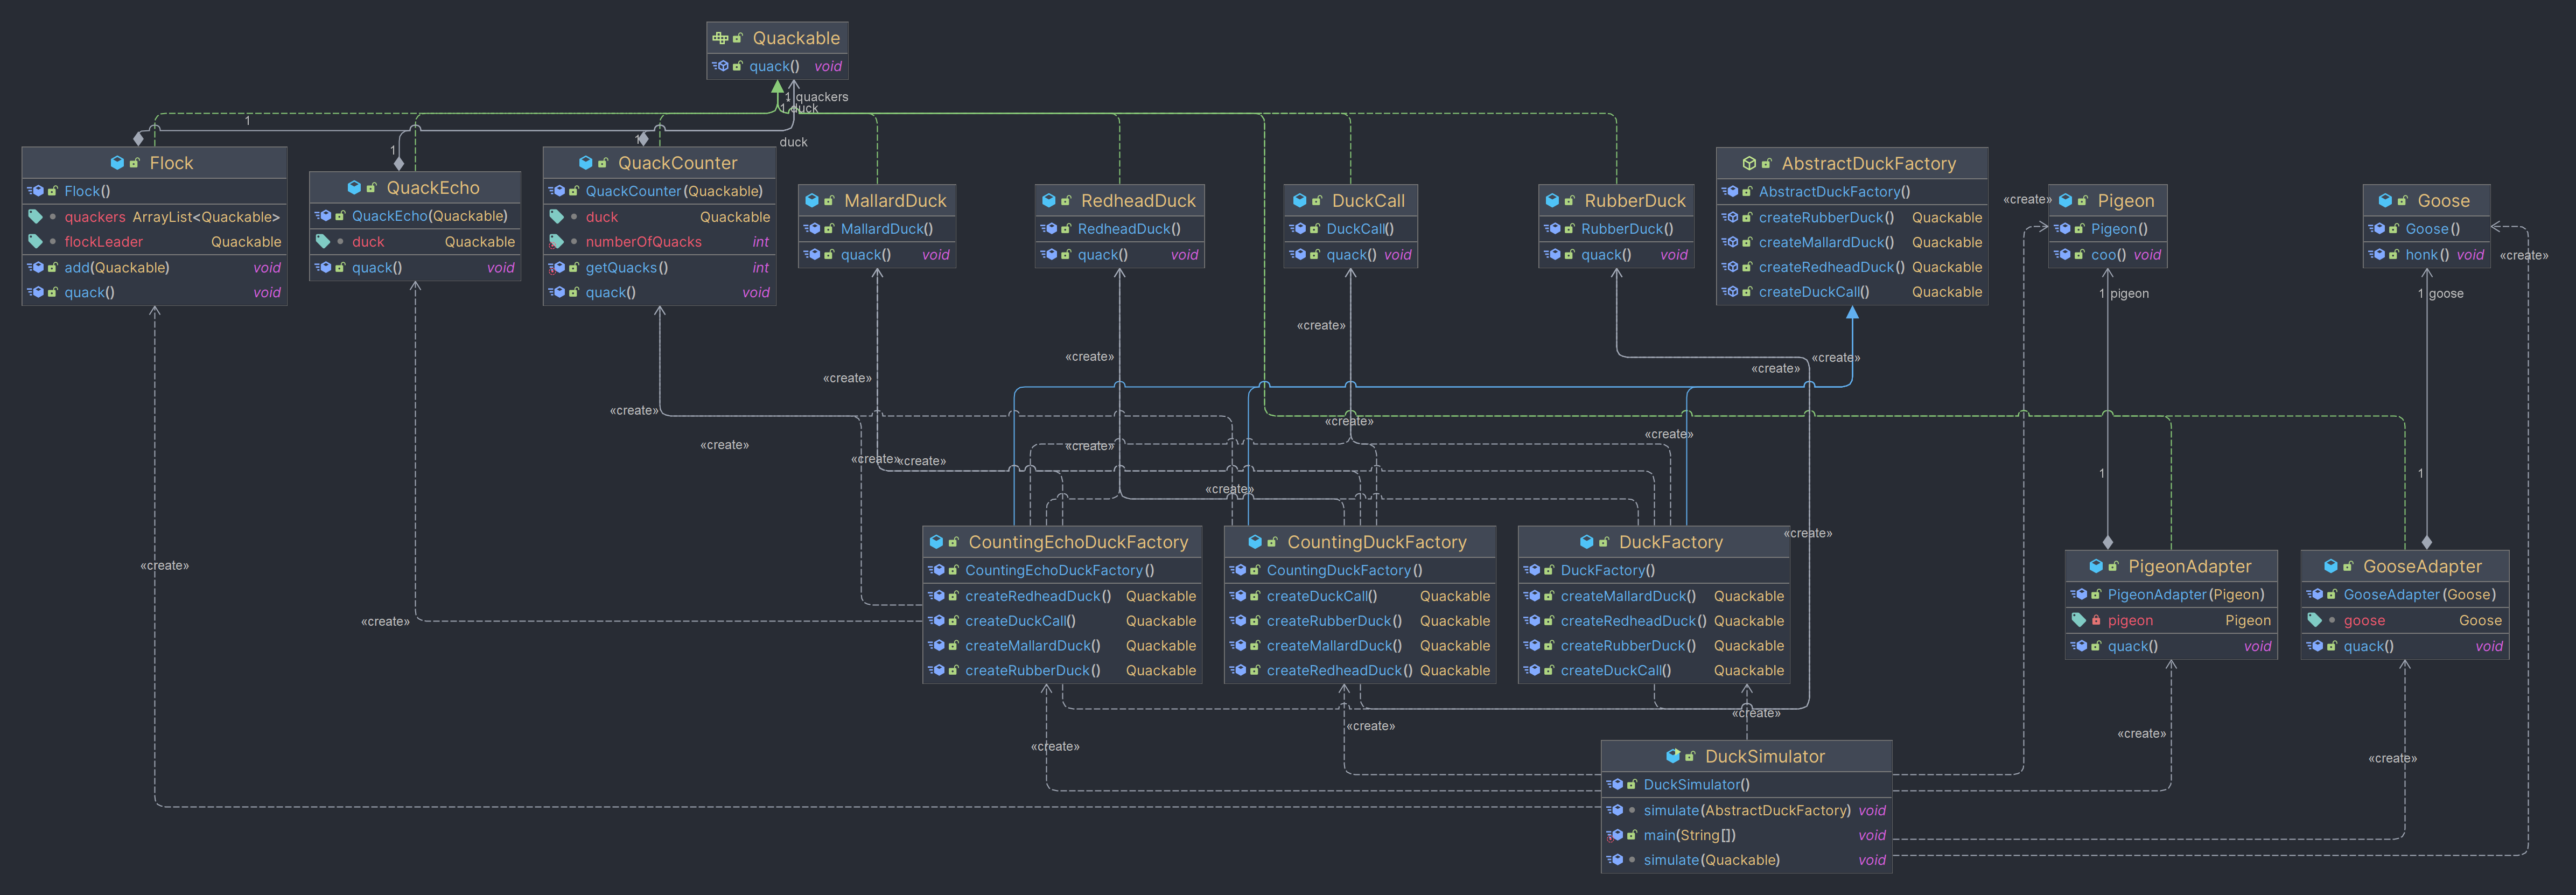 Quackable
quack() void
1 quackers
1 duck
1
1
1
duck
Flock
Flock()
quackers ArrayList<Quackable>
flockLeader Quackable
add(Quackable) void
quack() void
QuackEcho
QuackEcho(Quackable)
duck Quackable
quack() void
QuackCounter
QuackCounter(Quackable)
duck Quackable
numberOfQuacks int
getQuacks() int
quack() void
MallardDuck
MallardDuck()
quack() void
RedheadDuck
RedheadDuck()
quack() void
DuckCall
DuckCall()
quack() void
RubberDuck
RubberDuck()
quack() void
AbstractDuckFactory
AbstractDuckFactory()
createRubberDuck() Quackable
createMallardDuck() Quackable
createRedheadDuck() Quackable
createDuckCall() Quackable
«create»
Pigeon
Pigeon()
coo() void
Goose
Goose()
honk() void
«create»
1 pigeon
1 goose
«create»
«create»
«create»
«create»
«create»
«create»
«create»
«create»
«create»
«create»
«create»
«create»
«create»
1
1
«create»
«create»
«create»
«create»
CountingEchoDuckFactory
CountingEchoDuckFactory()
createRedheadDuck() Quackable
createDuckCall() Quackable
createMallardDuck() Quackable
createRubberDuck() Quackable
CountingDuckFactory
CountingDuckFactory()
createDuckCall() Quackable
createRubberDuck() Quackable
createMallardDuck() Quackable
createRedheadDuck() Quackable
DuckFactory
DuckFactory()
createMallardDuck() Quackable
createRedheadDuck() Quackable
createRubberDuck() Quackable
createDuckCall() Quackable
PigeonAdapter
PigeonAdapter(Pigeon)
pigeon Pigeon
quack() void
GooseAdapter
GooseAdapter(Goose)
goose Goose
quack() void
«create»
«create»
«create»
«create»
«create»
DuckSimulator
DuckSimulator()
simulate(AbstractDuckFactory) void
main(String[]) void
simulate(Quackable) void